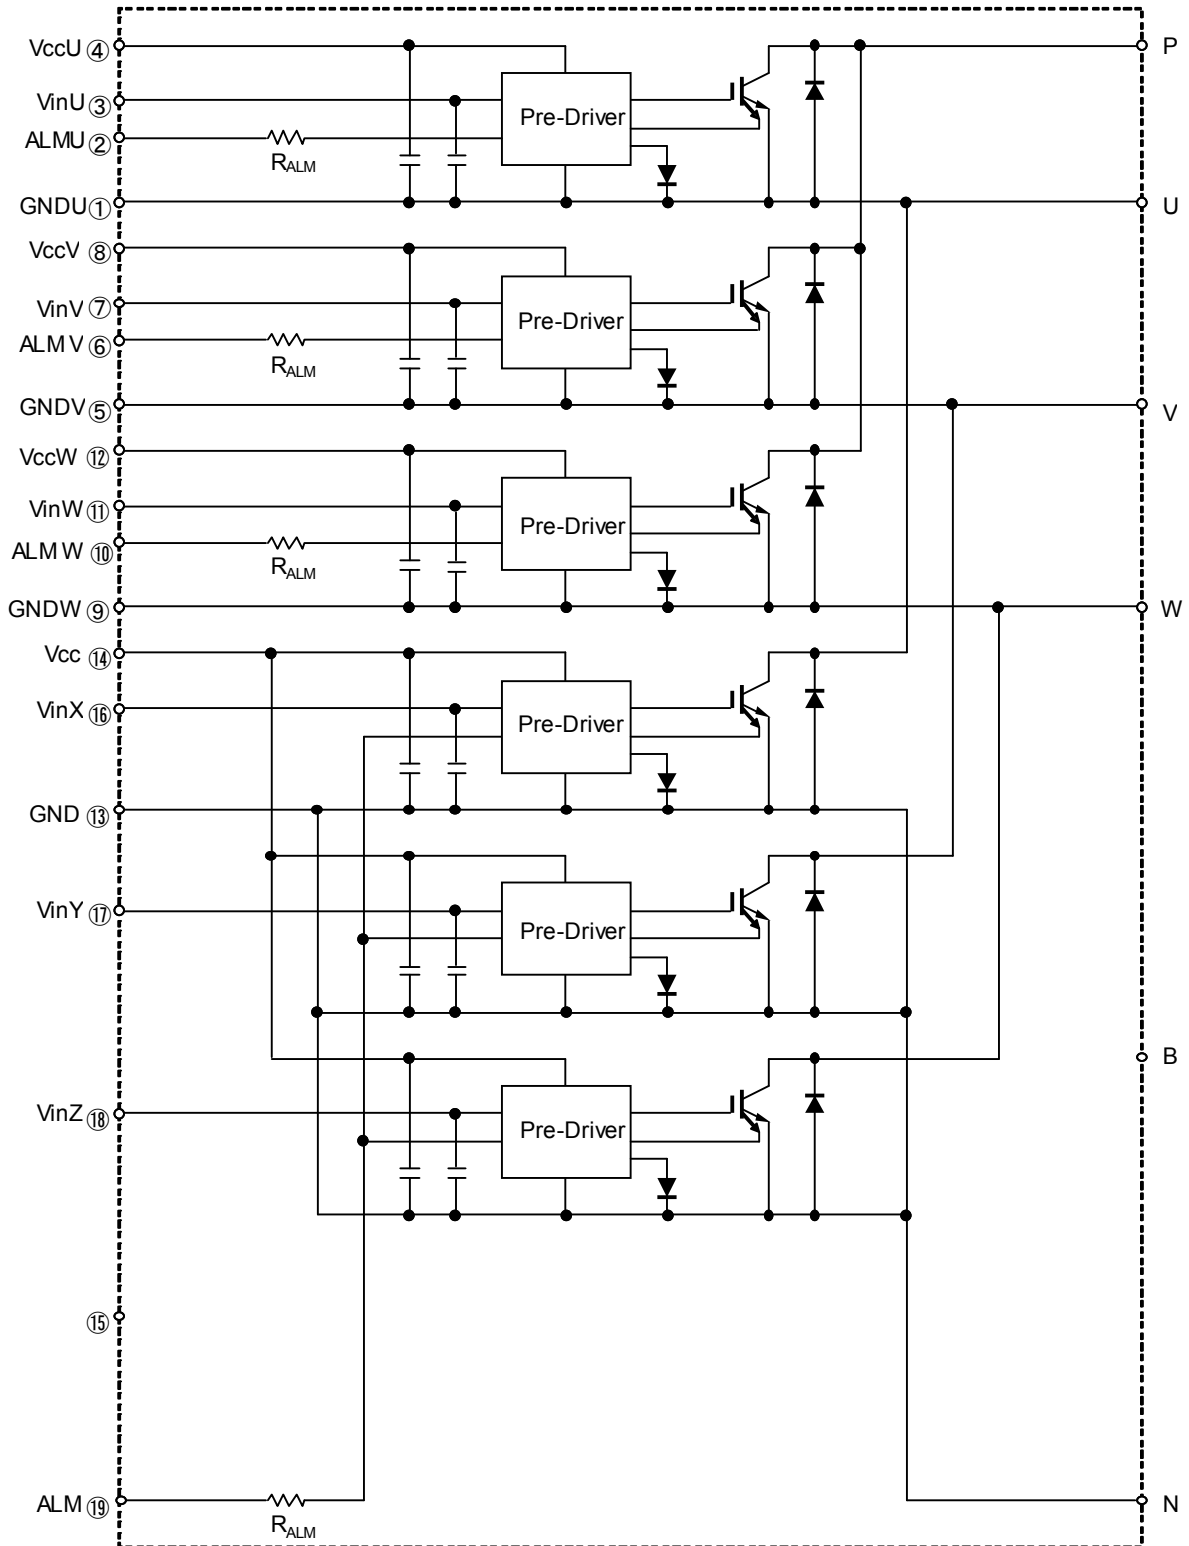 VccU ④
P
VinU ③
Pre-Driver
ALMU ②
RALM
GNDU ①
U
VccV ⑧
VinV ⑦
Pre-Driver
ALMV ⑥
RALM
GNDV ⑤
V
VccW ⑫
VinW ⑪
Pre-Driver
ALMW ⑩
RALM
GNDW ⑨
W
Vcc ⑭
VinX ⑯
Pre-Driver
GND ⑬
VinY ⑰
Pre-Driver
B
VinZ ⑱
Pre-Driver
⑮
ALM ⑲
RALM
N